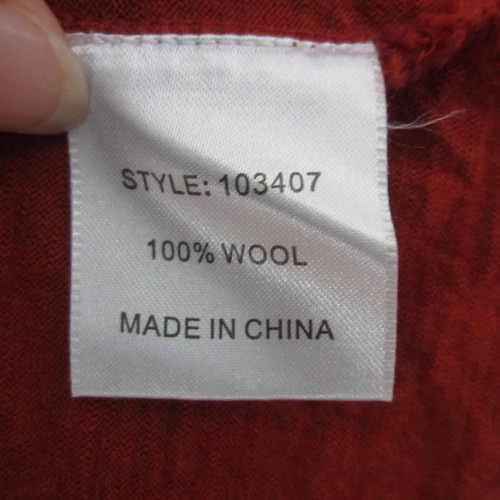 STYLE: 103407
100% WOOL
MADE IN CHINA